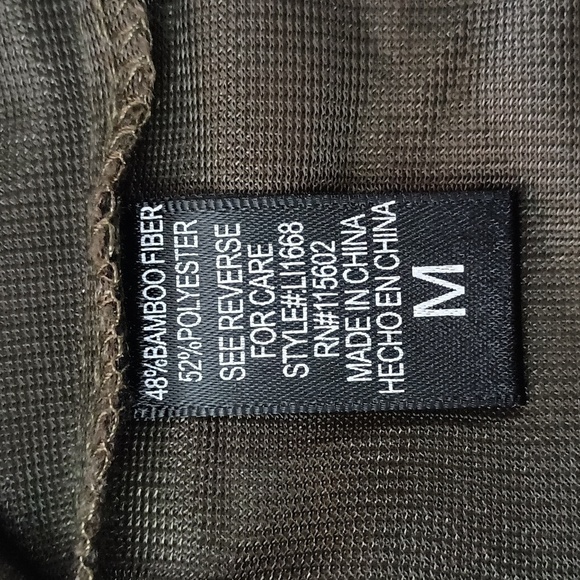 48%BAMBOO FIBER
52%POLYESTER
SEE REVERSE
FOR CARE
STYLE#:LI1668
RN#115602
MADE IN CHINA
HECHO EN CHINA
M